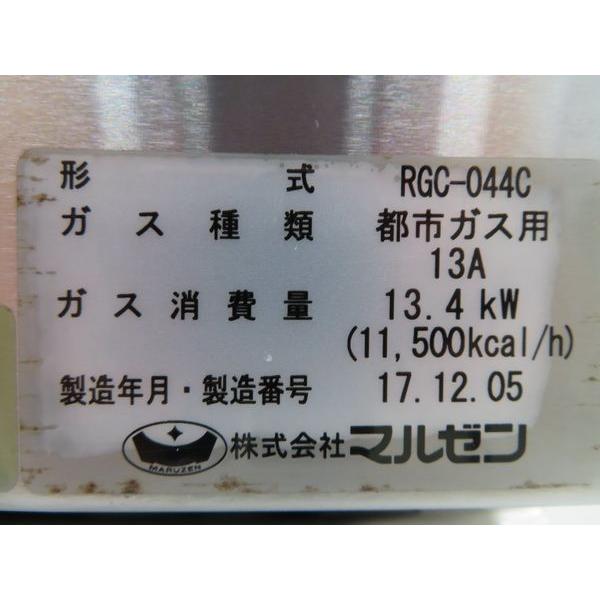 形 式 RGC-044C
ガス種類 都市ガス用
13A
ガス消費量 13.4 kW
(11,500kcal/h)
製造年月・製造番号 17.12.05
MARUZEN 株式会社 マルゼン